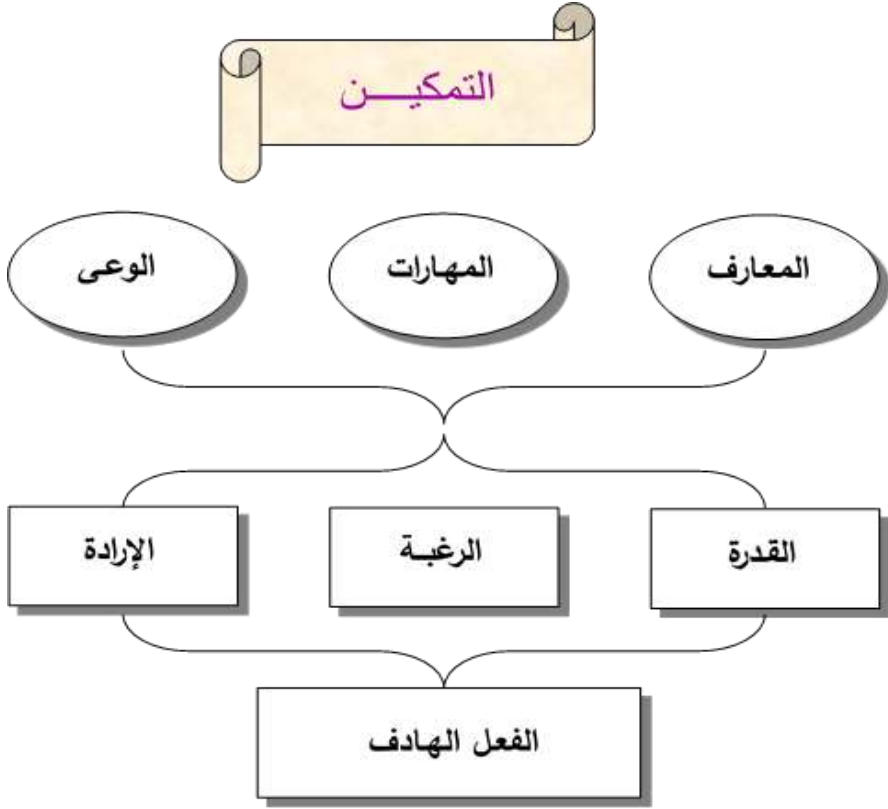 التمكيــــن
المعارف
المهارات
الوعى
القدرة
الرغبـة
الإرادة
الفعل الهادف